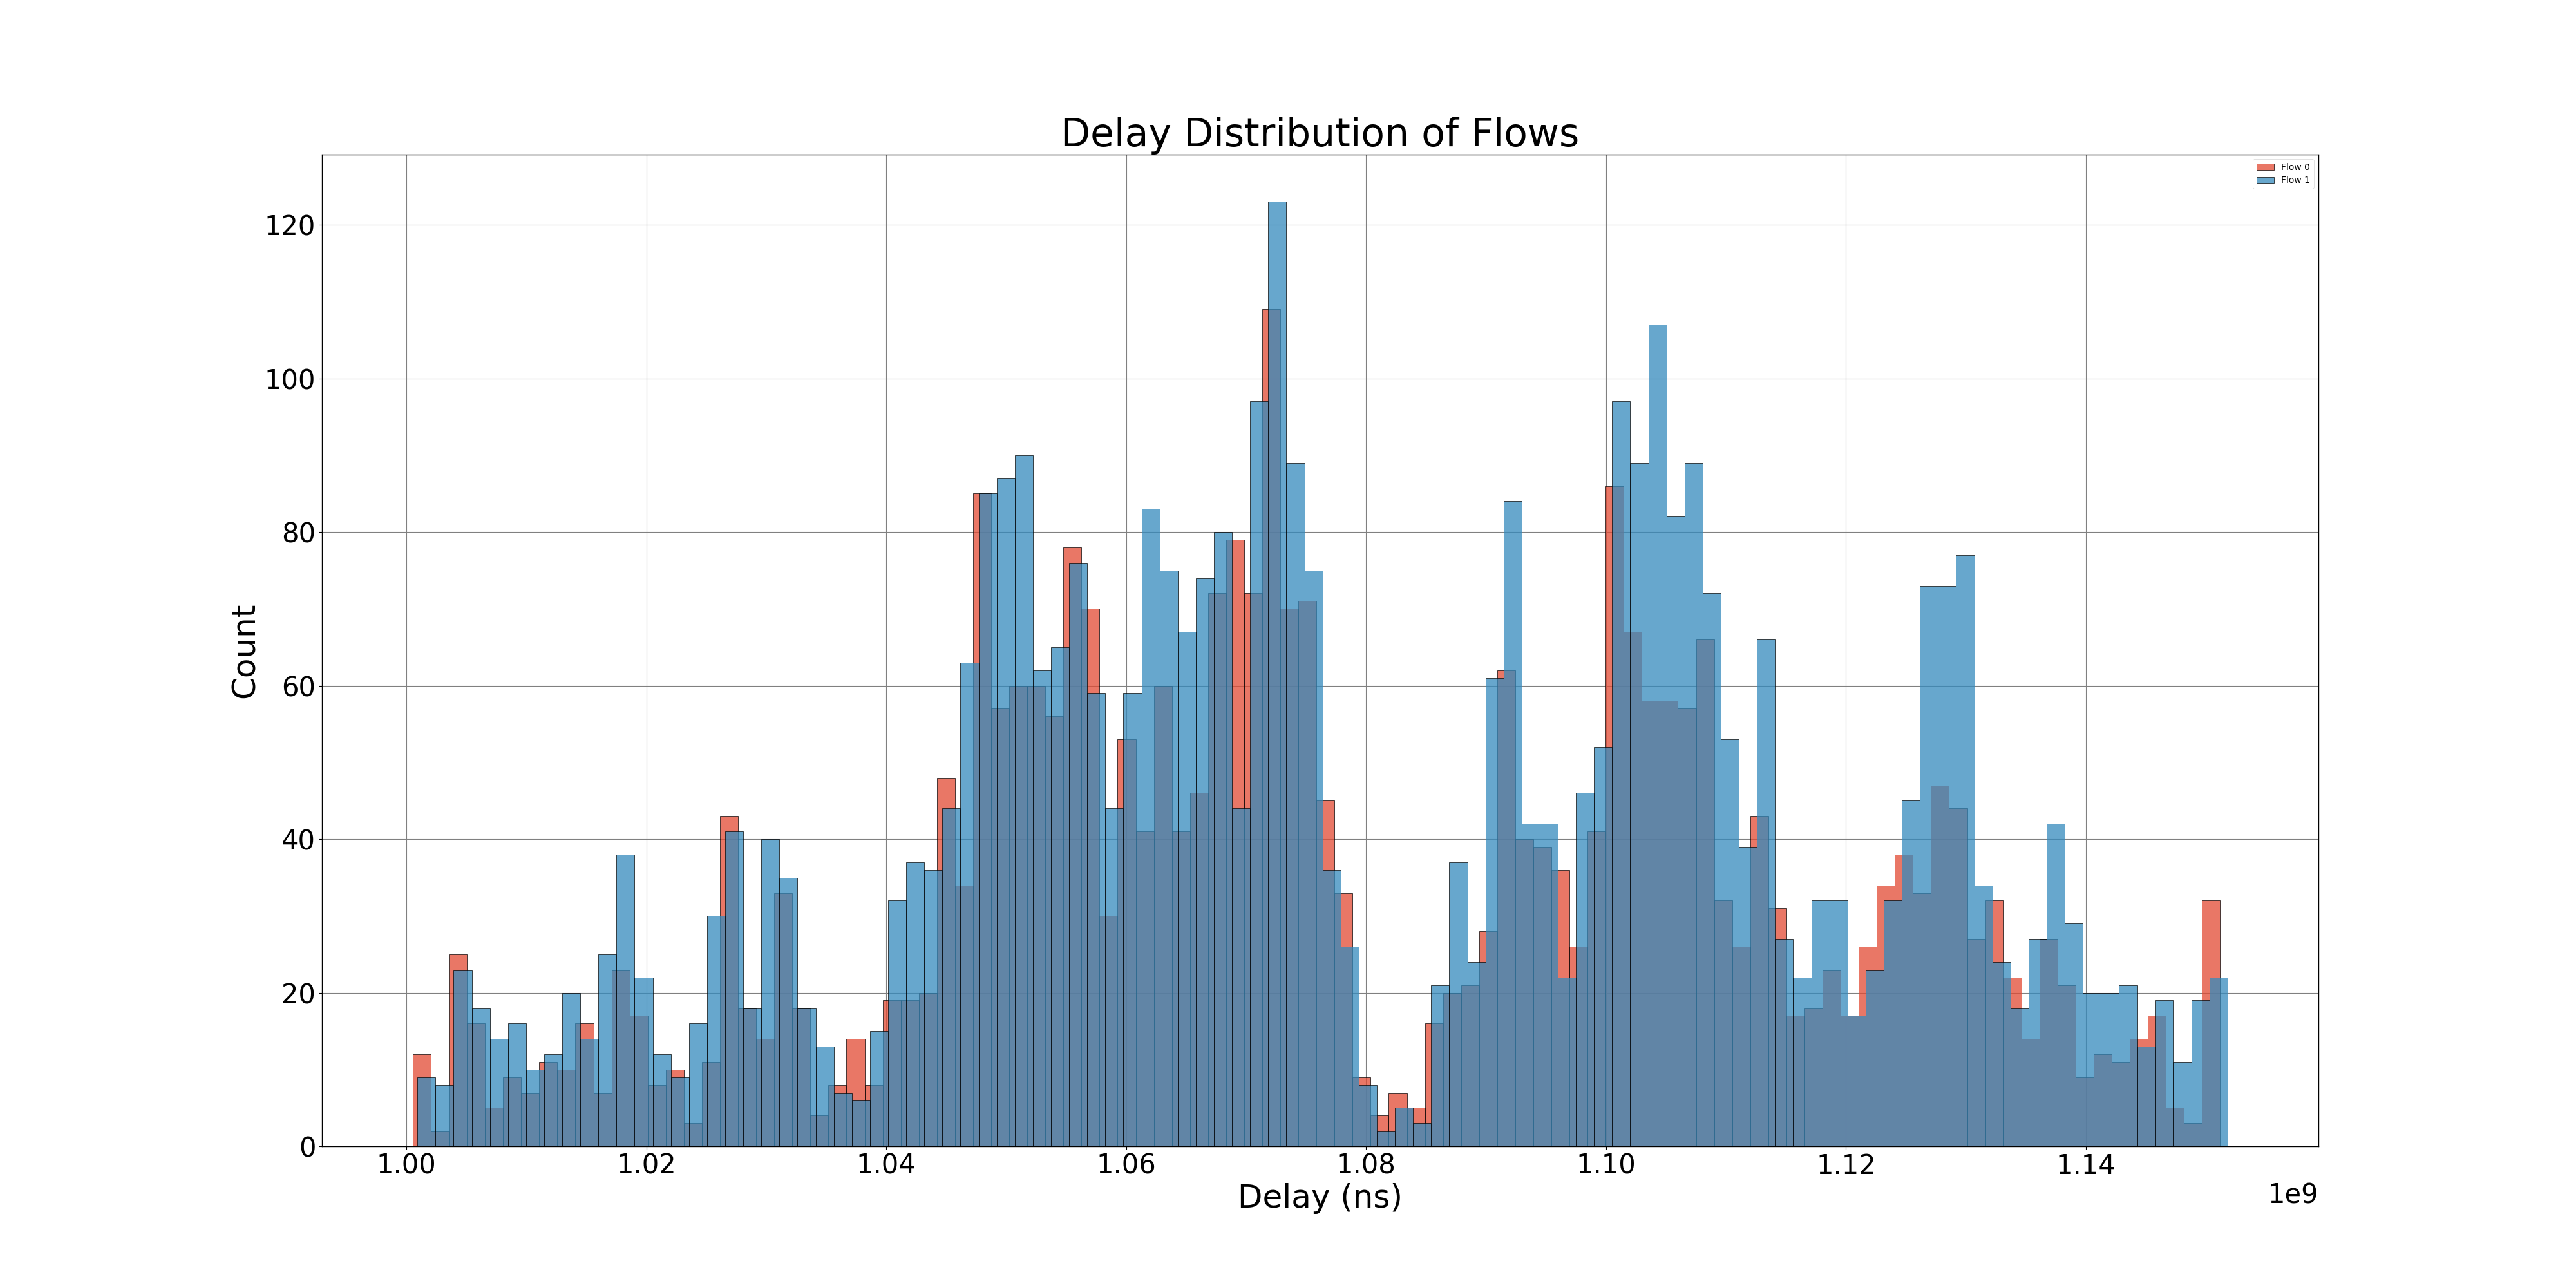 Delay Distribution of Flows
Flow 0
Flow 1
120
100
80
60
40
20
0
Count
1.00 1.02 1.04 1.06 1.08 1.10 1.12 1.14
1e9
Delay (ns)